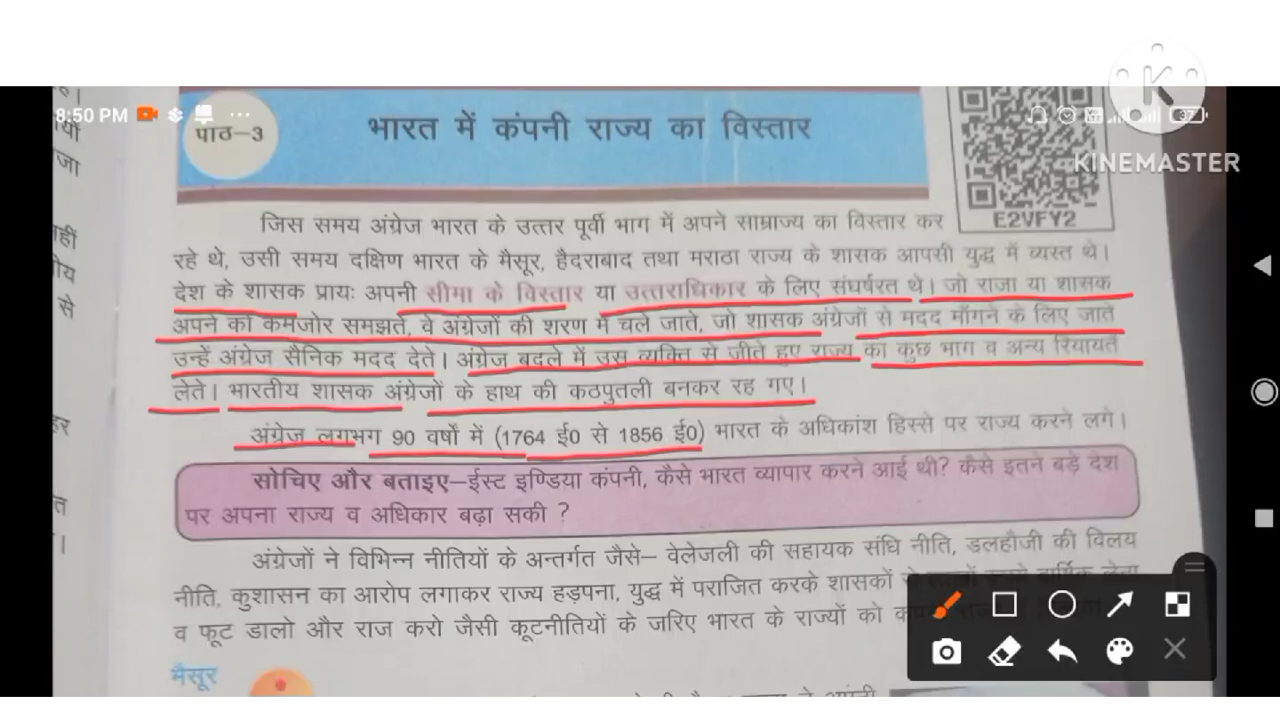 8:50 PM
37
KINEMASTER
पाठ–3
भारत में कंपनी राज्य का विस्तार
E2VFY2
जिस समय अंग्रेज भारत के उत्तर पूर्वी भाग में अपने साम्राज्य का विस्तार कर
रहे थे, उसी समय दक्षिण भारत के मैसूर, हैदराबाद तथा मराठा राज्य के शासक आपसी युद्ध में व्यस्त थे।
देश के शासक प्रायः अपनी सीमा के विस्तार या उत्तराधिकार के लिए संघर्षरत थे। जो राजा या शासक
अपने को कमजोर समझते, वे अंग्रेजों की शरण में चले जाते, जो शासक अंग्रेजों से मदद माँगने के लिए जाते
उन्हें अंग्रेज सैनिक मदद देते। अंग्रेज बदले में उस व्यक्ति से जीते हुए राज्य का कुछ भाग व अन्य रियायतें
लेते। भारतीय शासक अंग्रेजों के हाथ की कठपुतली बनकर रह गए।
अंग्रेज लगभग 90 वर्षों में (1764 ई0 से 1856 ई0) भारत के अधिकांश हिस्से पर राज्य करने लगे।
सोचिए और बताइए–ईस्ट इण्डिया कंपनी, कैसे भारत व्यापार करने आई थी? कैसे इतने बड़े देश
पर अपना राज्य व अधिकार बढ़ा सकी ?
अंग्रेजों ने विभिन्न नीतियों के अन्तर्गत जैसे– वेलेजली की सहायक संधि नीति, डलहौजी की विलय
नीति, कुशासन का आरोप लगाकर राज्य हड़पना, युद्ध में पराजित करके शासकों
व फूट डालो और राज करो जैसी कूटनीतियों के जरिए भारत के राज्यों को
मैसूर